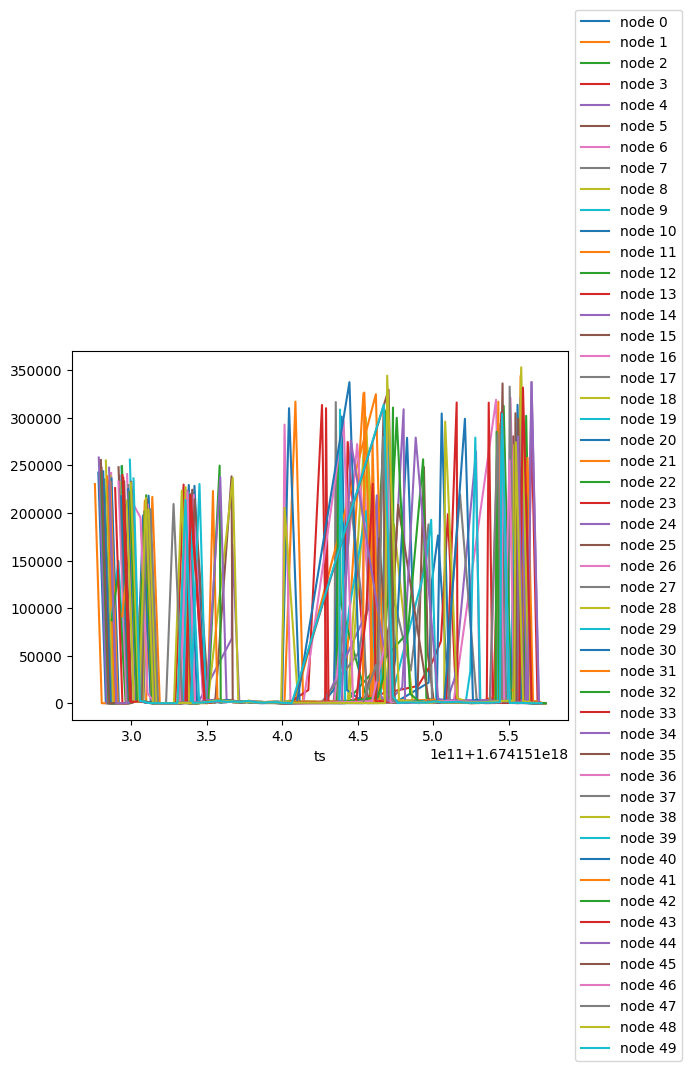 350000
300000
250000
200000
150000
100000
50000
0
3.0 3.5 4.0 4.5 5.0 5.5
1e11+1.674151e18
ts
node 0
node 1
node 2
node 3
node 4
node 5
node 6
node 7
node 8
node 9
node 10
node 11
node 12
node 13
node 14
node 15
node 16
node 17
node 18
node 19
node 20
node 21
node 22
node 23
node 24
node 25
node 26
node 27
node 28
node 29
node 30
node 31
node 32
node 33
node 34
node 35
node 36
node 37
node 38
node 39
node 40
node 41
node 42
node 43
node 44
node 45
node 46
node 47
node 48
node 49